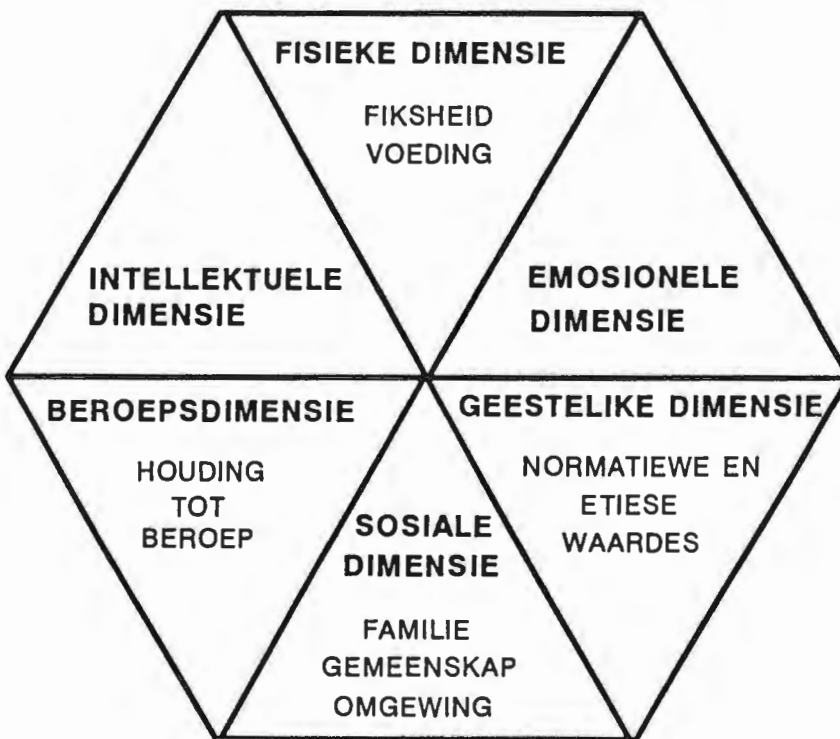 FISIEKE DIMENSIE
FIKSHEID
VOEDING
INTELLEKTUELE
DIMENSIE
EMOSIONELE
DIMENSIE
BEROEPSDIMENSIE
HOUDING
TOT
BEROEP
GEESTELIKE DIMENSIE
NORMATIEWE EN
ETIESE
WAARDES
SOSIALE
DIMENSIE
FAMILIE
GEMEENSKAP
OMGEWING